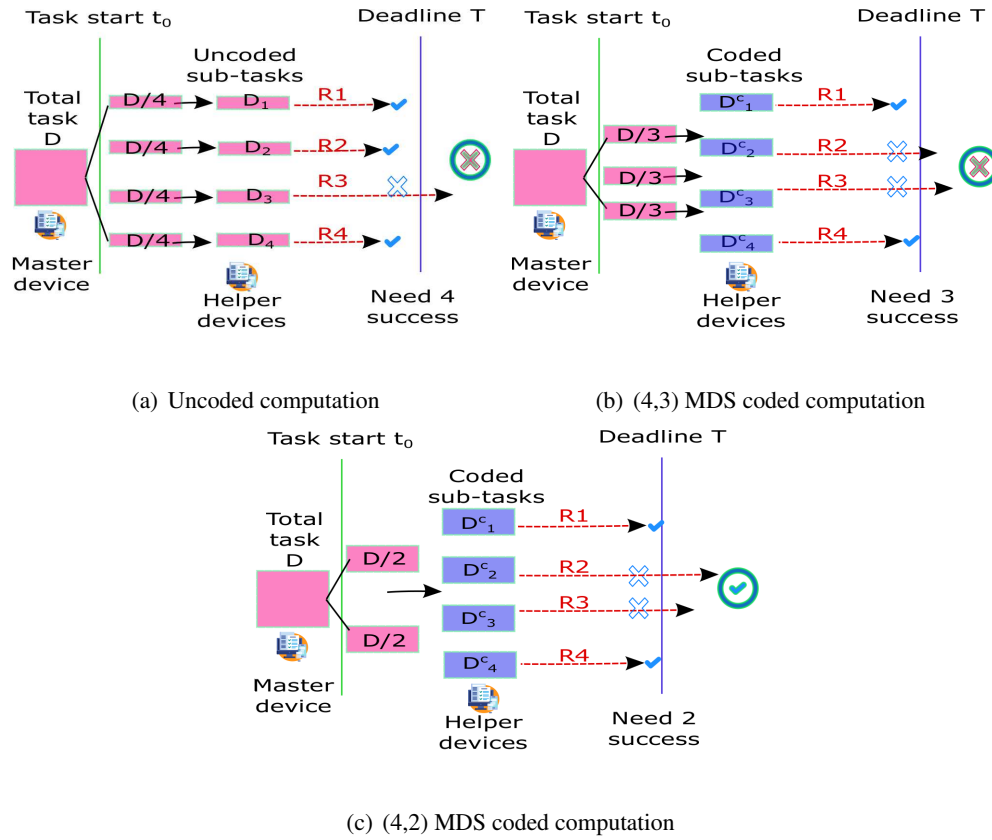 Task start t₀
Deadline T
Uncoded
sub-tasks
Total
task
D
D/4
D₁
R1
D/4
D₂
R2
D/4
D₃
R3
D/4
D₄
R4
Master
device
Helper
devices
Need 4
success
(a) Uncoded computation
Task start t₀
Deadline T
Coded
sub-tasks
Total
task
D
D/3
D/3
D/3
Dᶜ₁
R1
Dᶜ₂
R2
Dᶜ₃
R3
Dᶜ₄
R4
Master
device
Helper
devices
Need 3
success
(b) (4,3) MDS coded computation
Task start t₀
Deadline T
Coded
sub-tasks
Total
task
D
D/2
D/2
Dᶜ₁
R1
Dᶜ₂
R2
Dᶜ₃
R3
Dᶜ₄
R4
Master
device
Helper
devices
Need 2
success
(c) (4,2) MDS coded computation